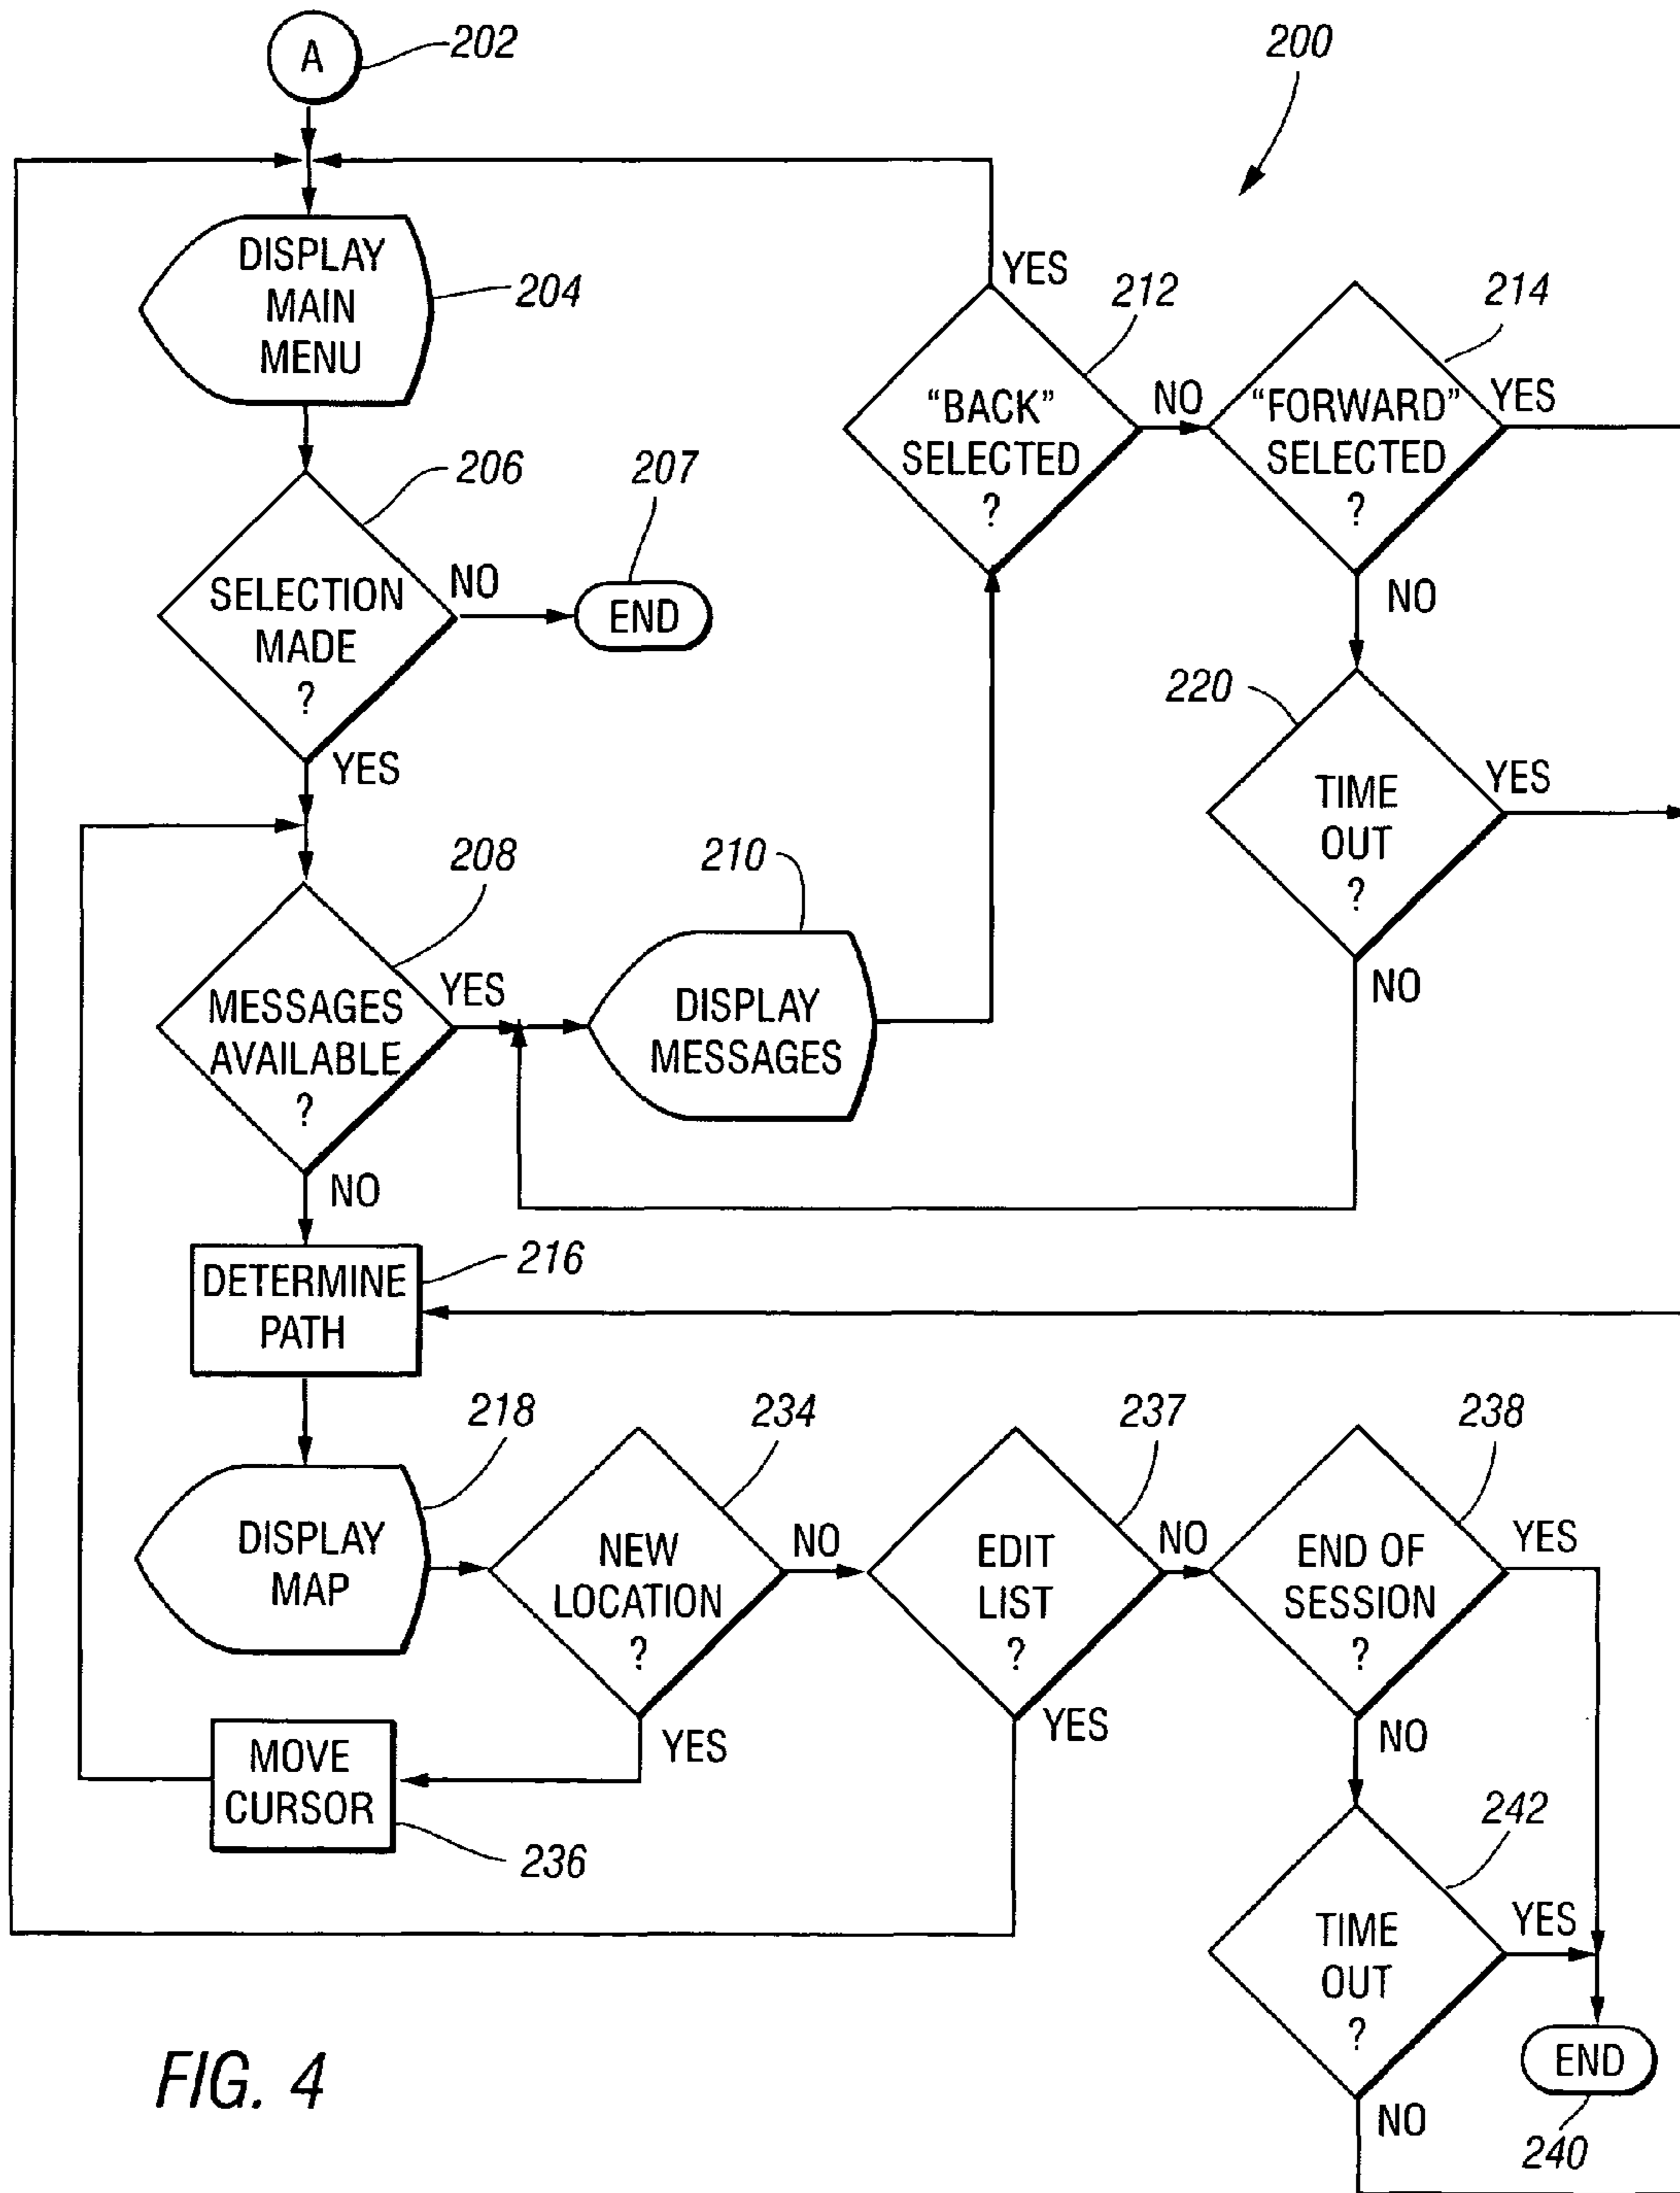 A
202
200
DISPLAY
MAIN
MENU
204
YES
212
214
"BACK"
SELECTED
?
NO
"FORWARD"
SELECTED
?
YES
206
207
SELECTION
MADE
?
NO
END
YES
NO
220
TIME
OUT
?
YES
NO
208
210
MESSAGES
AVAILABLE
?
YES
DISPLAY
MESSAGES
NO
DETERMINE
PATH
216
218
234
237
238
DISPLAY
MAP
NEW
LOCATION
?
NO
EDIT
LIST
?
NO
END OF
SESSION
?
YES
MOVE
CURSOR
236
YES
YES
NO
242
TIME
OUT
?
YES
NO
END
240
FIG. 4